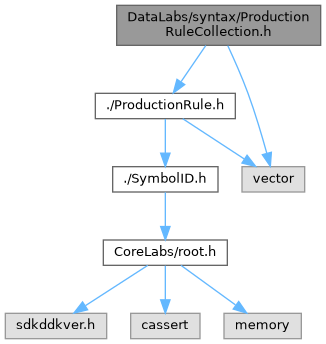 DataLabs/syntax/Production
RuleCollection.h
./ProductionRule.h
./SymbolID.h
vector
CoreLabs/root.h
sdkddkver.h
cassert
memory